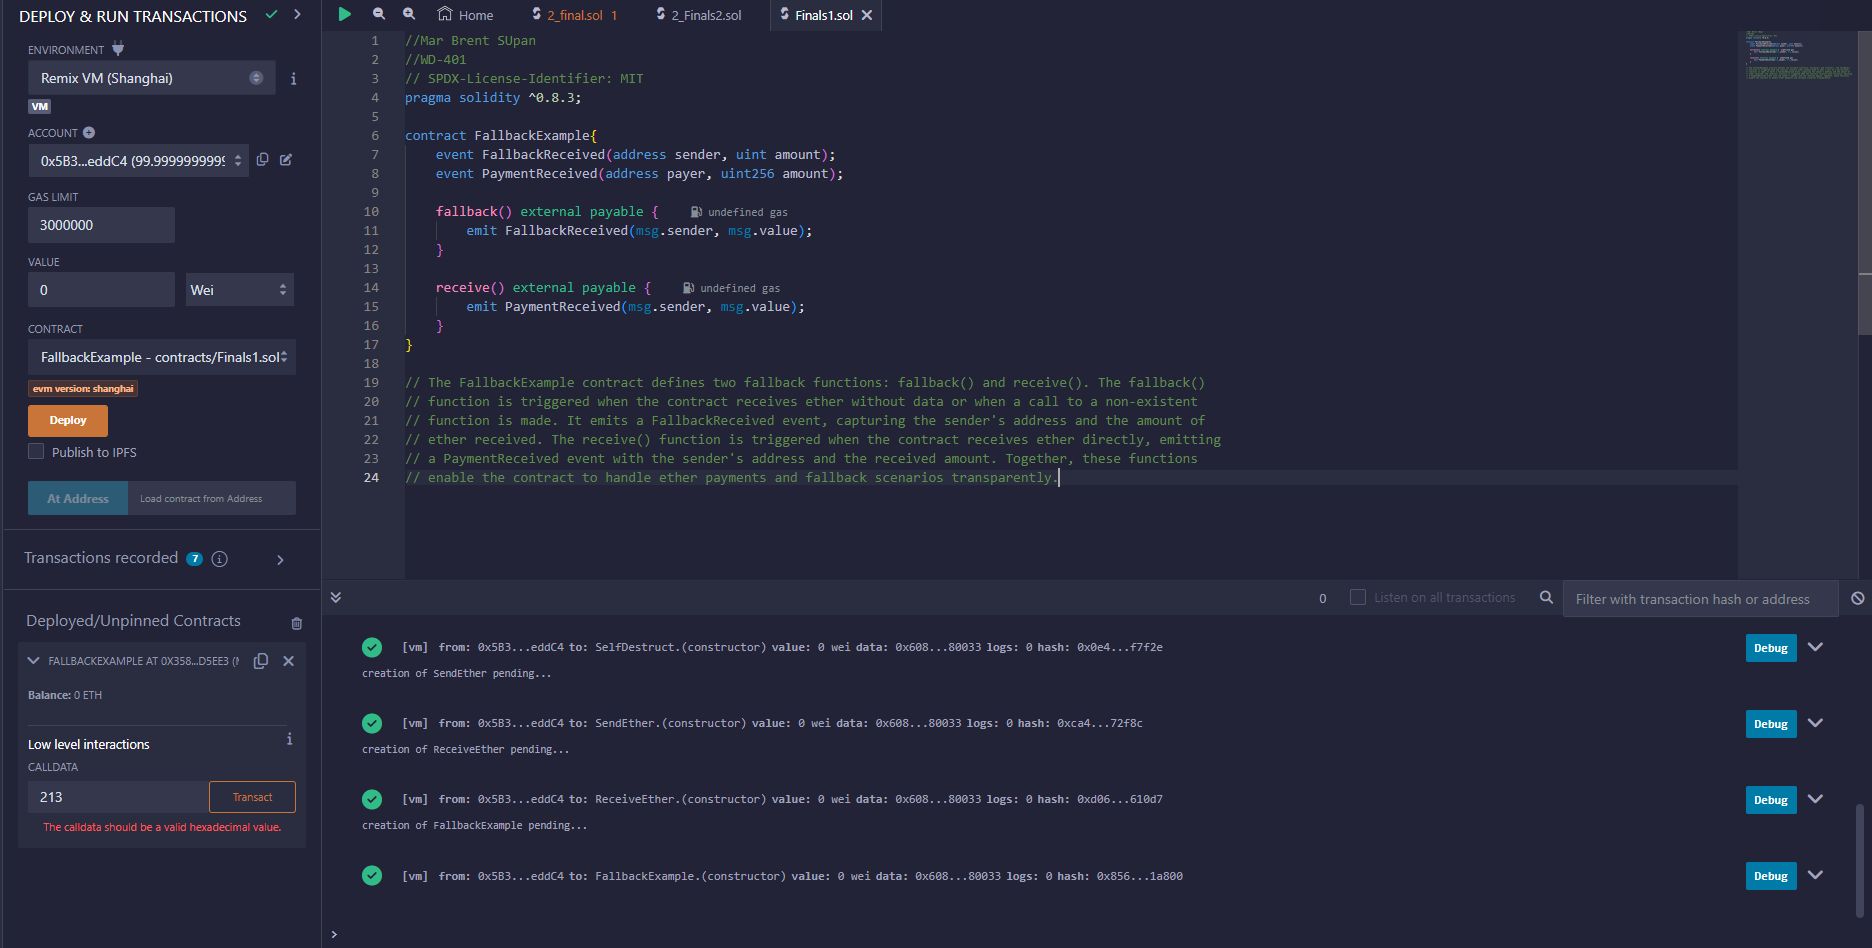 DEPLOY & RUN TRANSACTIONS
ENVIRONMENT
Remix VM (Shanghai)
VM
ACCOUNT
0x5B3...eddC4 (99.9999999999
GAS LIMIT
3000000
VALUE
0
Wei
CONTRACT
FallbackExample - contracts/Finals1.sol
evm version: shanghai
Deploy
Publish to IPFS
At Address
Load contract from Address
Transactions recorded 7 i
Deployed/Unpinned Contracts
FALLBACKEXAMPLE AT 0X358...D5EE3 (
Balance: 0 ETH
Low level interactions
CALLDATA
213
Transact
The calldata should be a valid hexadecimal value.
Home
2_final.sol 1
2_Finals2.sol
Finals1.sol
1 //Mar Brent SUpan
2 //WD-401
3 // SPDX-License-Identifier: MIT
4 pragma solidity ^0.8.3;
5
6 contract FallbackExample{
7 event FallbackReceived(address sender, uint amount);
8 event PaymentReceived(address payer, uint256 amount);
9
10 fallback() external payable { undefined gas
11 emit FallbackReceived(msg.sender, msg.value);
12 }
13
14 receive() external payable { undefined gas
15 emit PaymentReceived(msg.sender, msg.value);
16 }
17 }
18
19 // The FallbackExample contract defines two fallback functions: fallback() and receive(). The fallback()
20 // function is triggered when the contract receives ether without data or when a call to a non-existent
21 // function is made. It emits a FallbackReceived event, capturing the sender's address and the amount of
22 // ether received. The receive() function is triggered when the contract receives ether directly, emitting
23 // a PaymentReceived event with the sender's address and the received amount. Together, these functions
24 // enable the contract to handle ether payments and fallback scenarios transparently.
0
Listen on all transactions
Filter with transaction hash or address
[vm] from: 0x5B3...eddC4 to: SelfDestruct.(constructor) value: 0 wei data: 0x608...80033 logs: 0 hash: 0x0e4...f7f2e
Debug
creation of SendEther pending...
[vm] from: 0x5B3...eddC4 to: SendEther.(constructor) value: 0 wei data: 0x608...80033 logs: 0 hash: 0xca4...72f8c
Debug
creation of ReceiveEther pending...
[vm] from: 0x5B3...eddC4 to: ReceiveEther.(constructor) value: 0 wei data: 0x608...80033 logs: 0 hash: 0xd06...610d7
Debug
creation of FallbackExample pending...
[vm] from: 0x5B3...eddC4 to: FallbackExample.(constructor) value: 0 wei data: 0x608...80033 logs: 0 hash: 0x856...1a800
Debug
>